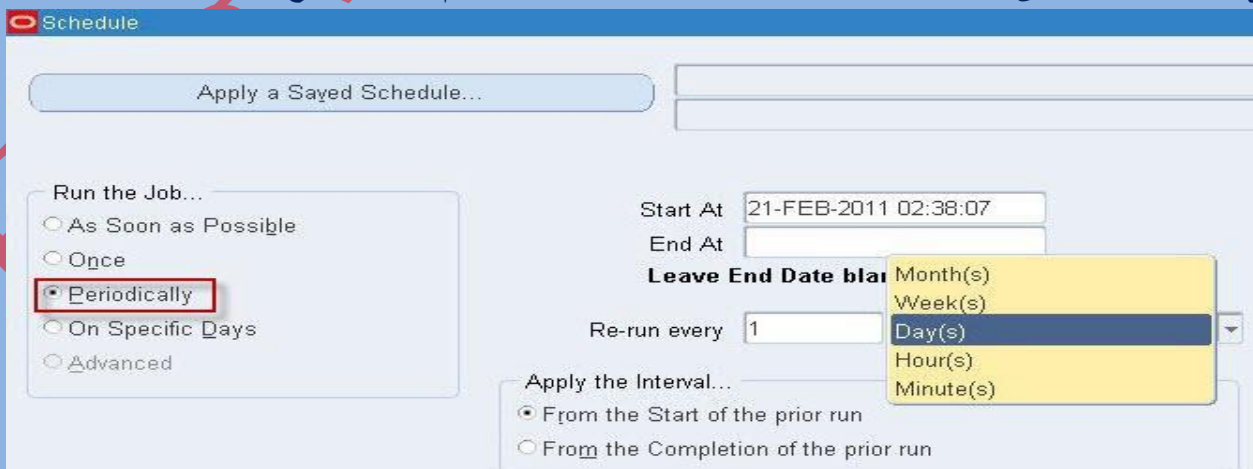 Schedule
Apply a Saved Schedule...
Run the Job...
As Soon as Possible
Once
Periodically
On Specific Days
Advanced
Start At 21-FEB-2011 02:38:07
End At
Leave End Date blan
Re-run every 1
Month(s)
Week(s)
Day(s)
Hour(s)
Minute(s)
Apply the Interval...
From the Start of the prior run
From the Completion of the prior run